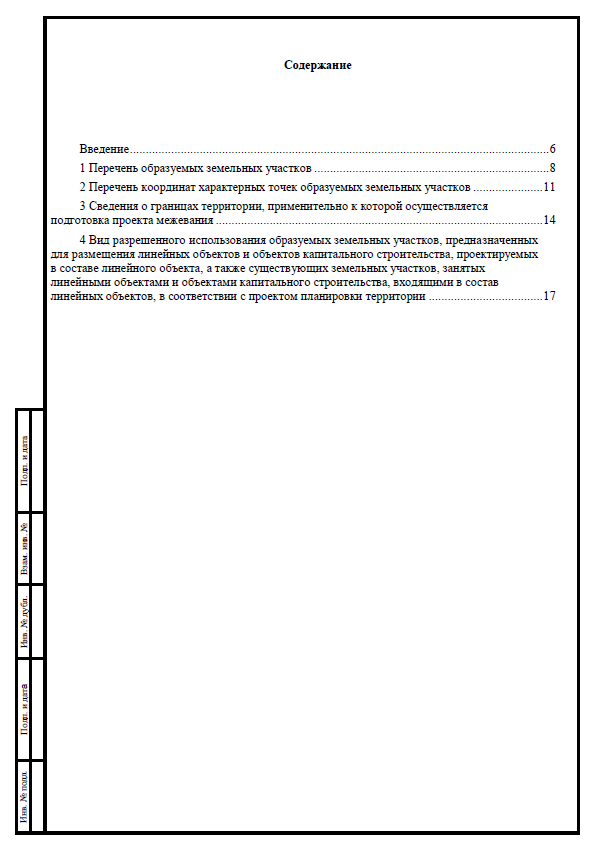 Содержание
Введение....................................................................................................................................6
1 Перечень образуемых земельных участков ...........................................................................8
2 Перечень координат характерных точек образуемых земельных участков ......................11
3 Сведения о границах территории, применительно к которой осуществляется
подготовка проекта межевания .......................................................................................................14
4 Вид разрешенного использования образуемых земельных участков, предназначенных
для размещения линейных объектов и объектов капитального строительства, проектируемых
в составе линейного объекта, а также существующих земельных участков, занятых
линейными объектами и объектами капитального строительства, входящими в состав
линейных объектов, в соответствии с проектом планировки территории ....................................17
Подп. и дата
Взам. инв. №
Инв. № дубл.
Подп. и дата
Инв. № подл.